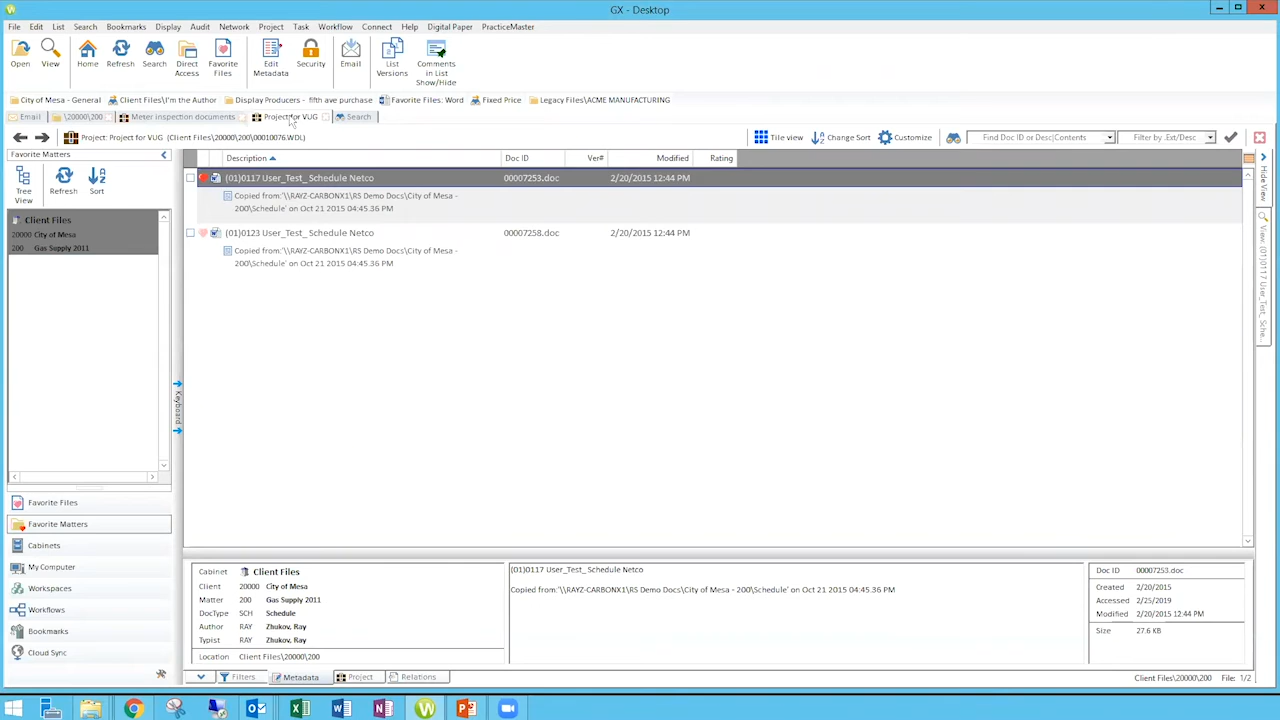 GX - Desktop
File Edit List Search Bookmarks Display Audit Network Project Task Workflow Connect Help Digital Paper PracticeMaster
Open View Home Refresh Search Direct Access Favorite Files Edit Metadata Security Email List Versions Comments in List Show/Hide
City of Mesa - General Client Files\I'm the Author Display Producers - fifth ave purchase Favorite Files: Word Fixed Price Legacy Files\ACME MANUFACTURING
Email \20000\200 Meter inspection documents Project for VUG Search
Project: Project for VUG (Client Files\20000\200\00010076.WDL) Tile view Change Sort Customize Find Doc ID or Desc|Contents Filter by .Ext/Desc
Favorite Matters
Tree View Refresh Sort
Client Files
20000 City of Mesa
200 Gas Supply 2011
Description Doc ID Ver# Modified Rating
(01)0117 User_Test_ Schedule Netco 00007253.doc 2/20/2015 12:44 PM
Copied from:'\\RAYZ-CARBONX1\RS Demo Docs\City of Mesa -
200\Schedule' on Oct 21 2015 04:45.36 PM
(01)0123 User_Test_ Schedule Netco 00007258.doc 2/20/2015 12:44 PM
Copied from:'\\RAYZ-CARBONX1\RS Demo Docs\City of Mesa -
200\Schedule' on Oct 21 2015 04:45.36 PM
Keyboard
Hide View
View: (01)0117 User_Test_ Sche...
Favorite Files
Favorite Matters
Cabinets
My Computer
Workspaces
Workflows
Bookmarks
Cloud Sync
Cabinet Client Files
Client 20000 City of Mesa
Matter 200 Gas Supply 2011
DocType SCH Schedule
Author RAY Zhukov, Ray
Typist RAY Zhukov, Ray
Location Client Files\20000\200
(01)0117 User_Test_ Schedule Netco
Copied from:'\\RAYZ-CARBONX1\RS Demo Docs\City of Mesa - 200\Schedule' on Oct 21 2015 04:45.36 PM
Doc ID 00007253.doc
Created 2/20/2015
Accessed 2/25/2019
Modified 2/20/2015 12:44 PM
Size 27.6 KB
Filters Metadata Project Relations Client Files\20000\200 File: 1/2